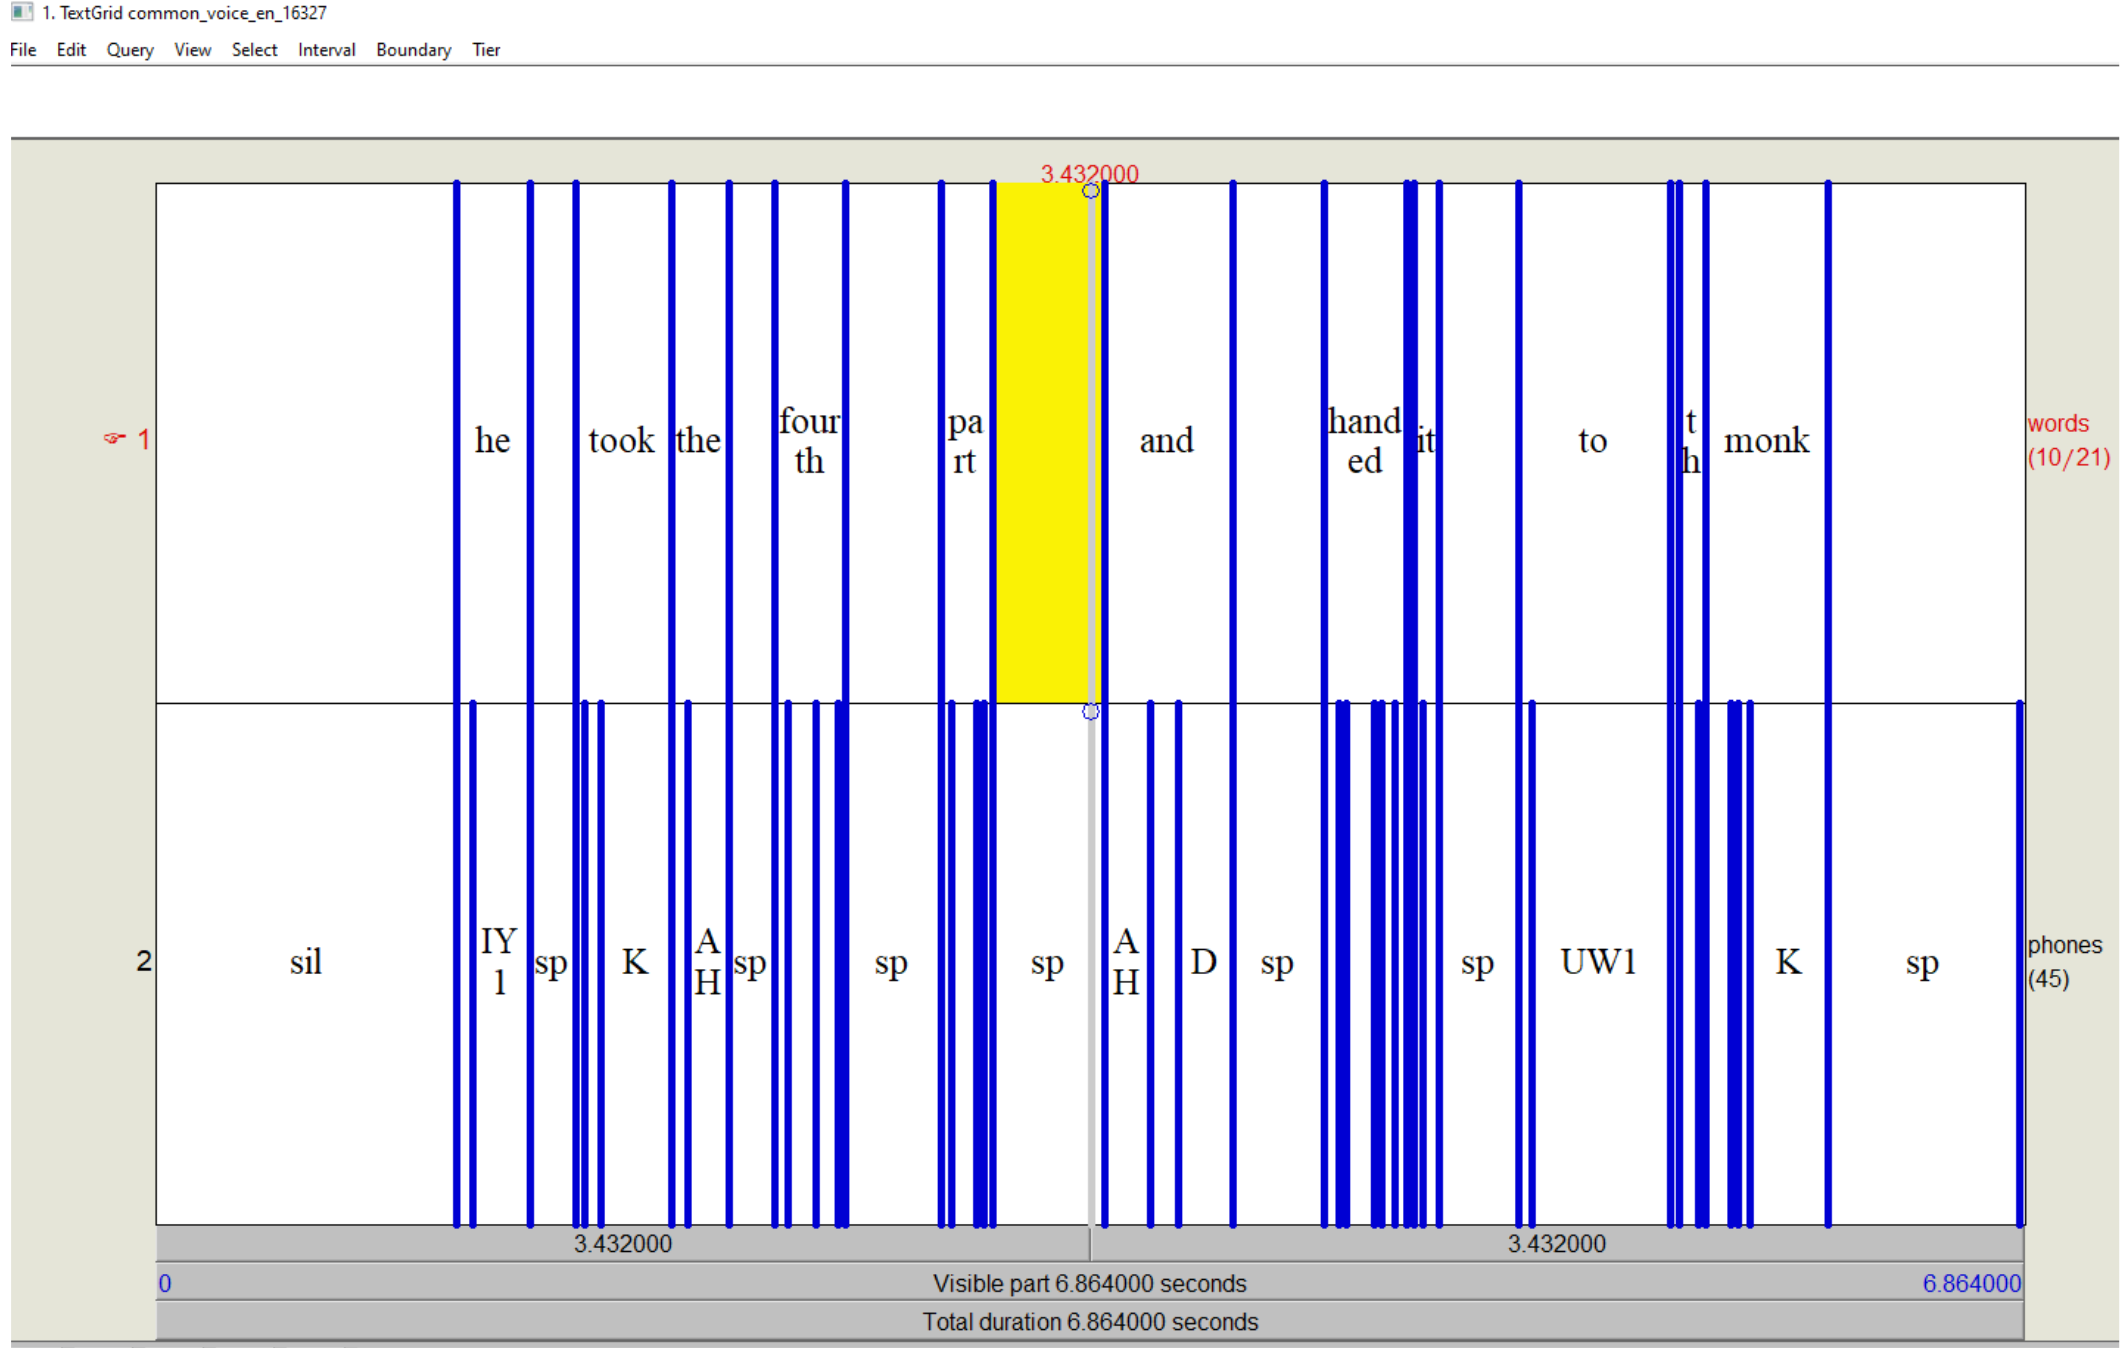 1. TextGrid common_voice_en_16327
File Edit Query View Select Interval Boundary Tier
3.432000
☞ 1
he
took
the
four
th
pa
rt
and
hand
ed
it
to
t
h
monk
words
(10/21)
2
sil
IY
1
sp
K
A
H
sp
sp
sp
A
H
D
sp
sp
UW1
K
sp
phones
(45)
3.432000 3.432000
0 Visible part 6.864000 seconds 6.864000
Total duration 6.864000 seconds